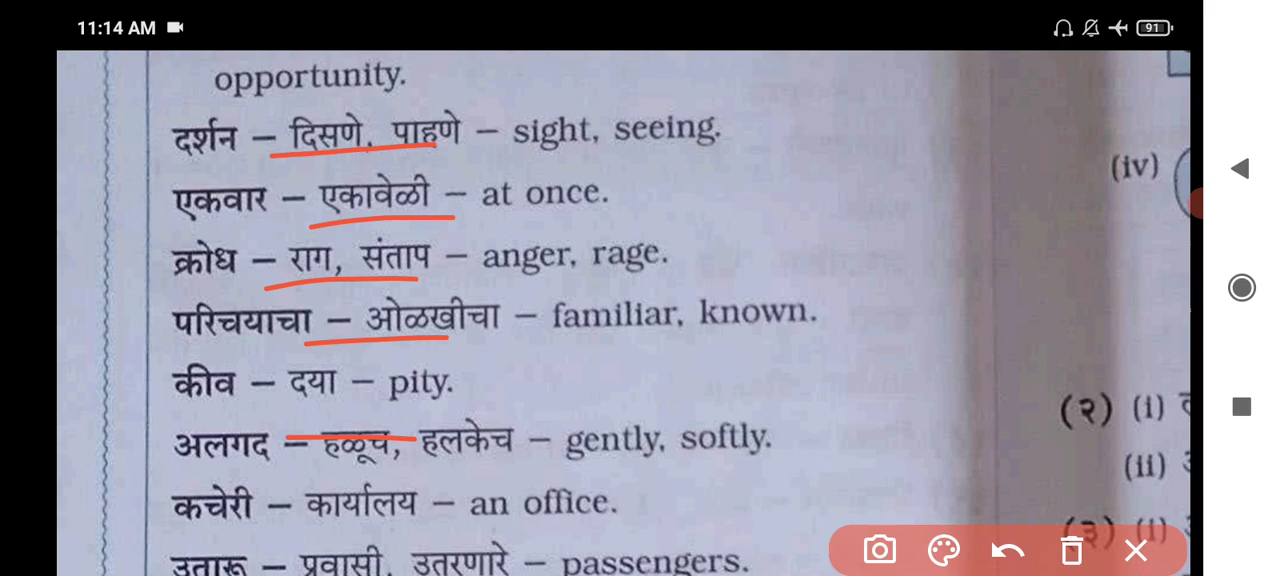 11:14 AM
91
opportunity.
दर्शन – दिसणे, पाहणे – sight, seeing.
एकवार – एकावेळी – at once.
क्रोध – राग, संताप – anger, rage.
परिचयाचा – ओळखीचा – familiar, known.
कीव – दया – pity.
अलगद – हळूच, हलकेच – gently, softly.
कचेरी – कार्यालय – an office.
उतारू – प्रवासी, उतरणारे – passengers.
(iv)
(२) (i)
(ii)
(३) (i)